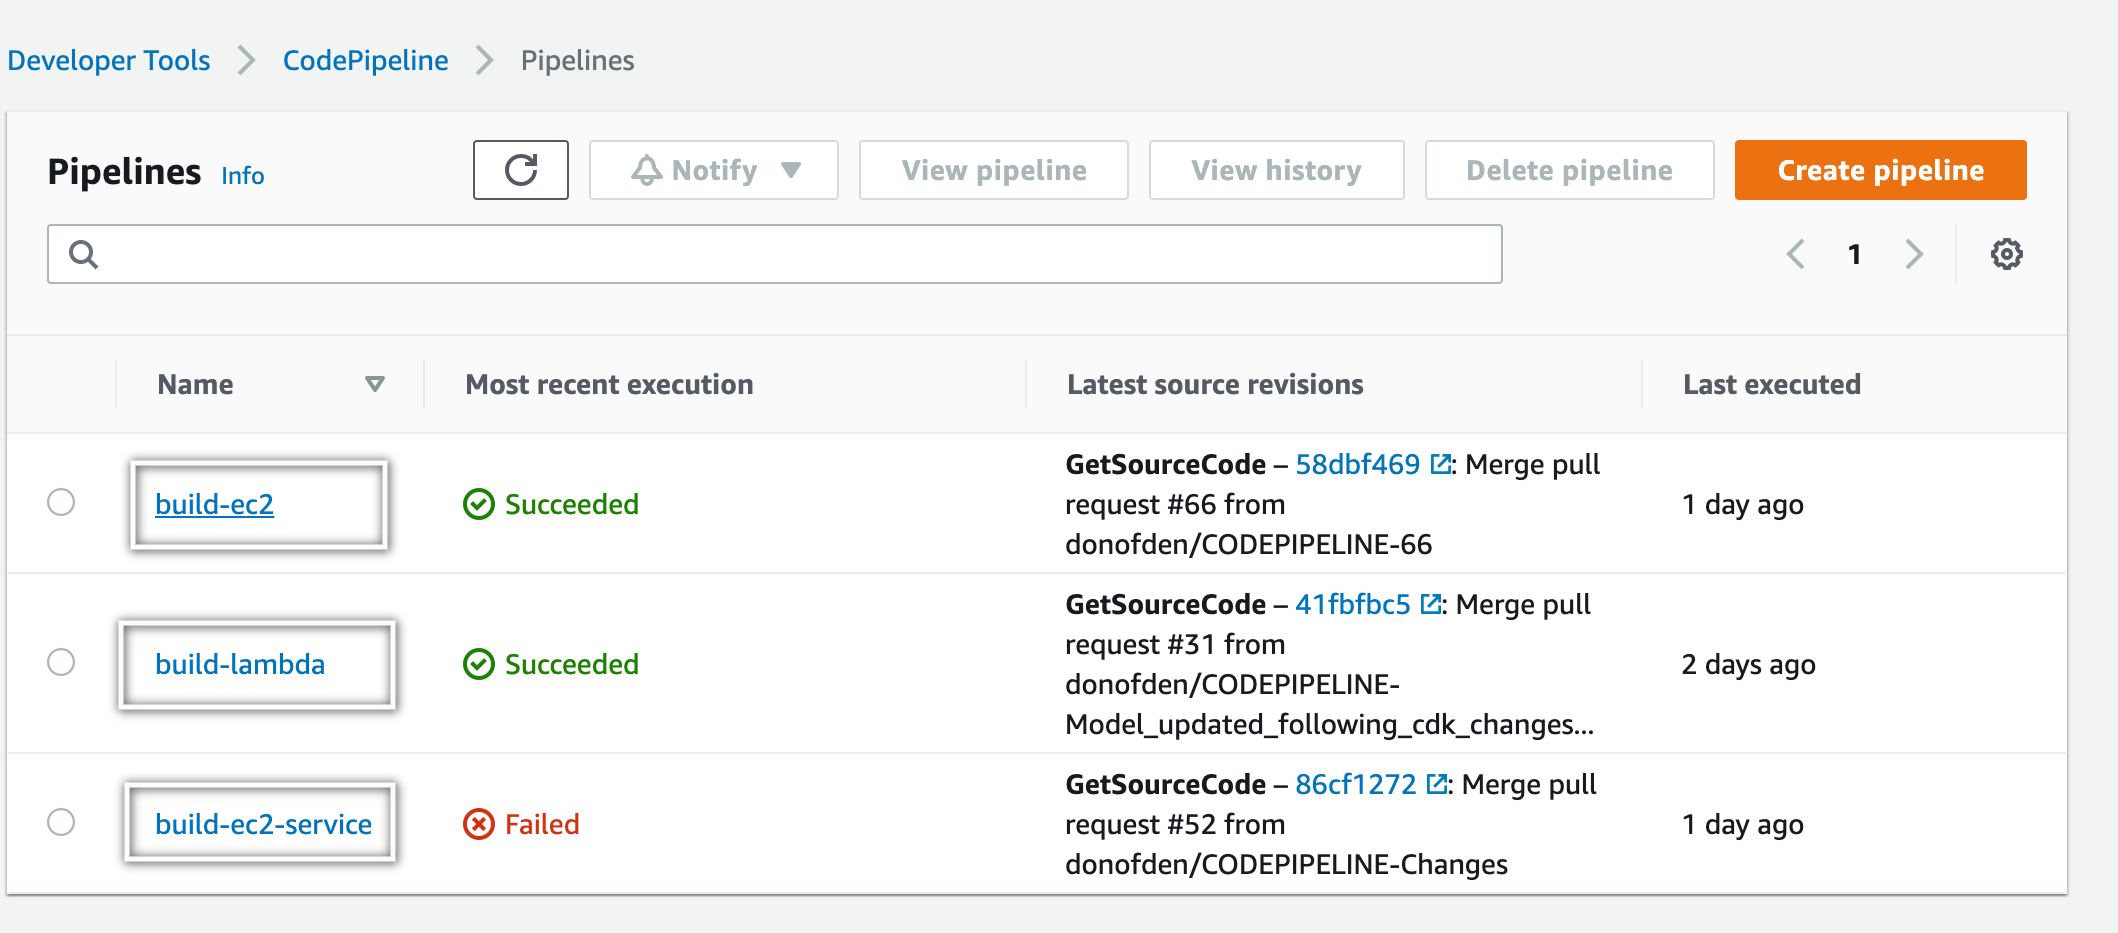 Developer Tools CodePipeline Pipelines
Pipelines Info Notify View pipeline View history Delete pipeline Create pipeline
1
Name Most recent execution Latest source revisions Last executed
build-ec2 Succeeded GetSourceCode – 58dbf469 : Merge pull
request #66 from 1 day ago
donofden/CODEPIPELINE-66
build-lambda Succeeded GetSourceCode – 41fbfbc5 : Merge pull
request #31 from 2 days ago
donofden/CODEPIPELINE-
Model_updated_following_cdk_changes...
build-ec2-service Failed GetSourceCode – 86cf1272 : Merge pull
request #52 from 1 day ago
donofden/CODEPIPELINE-Changes